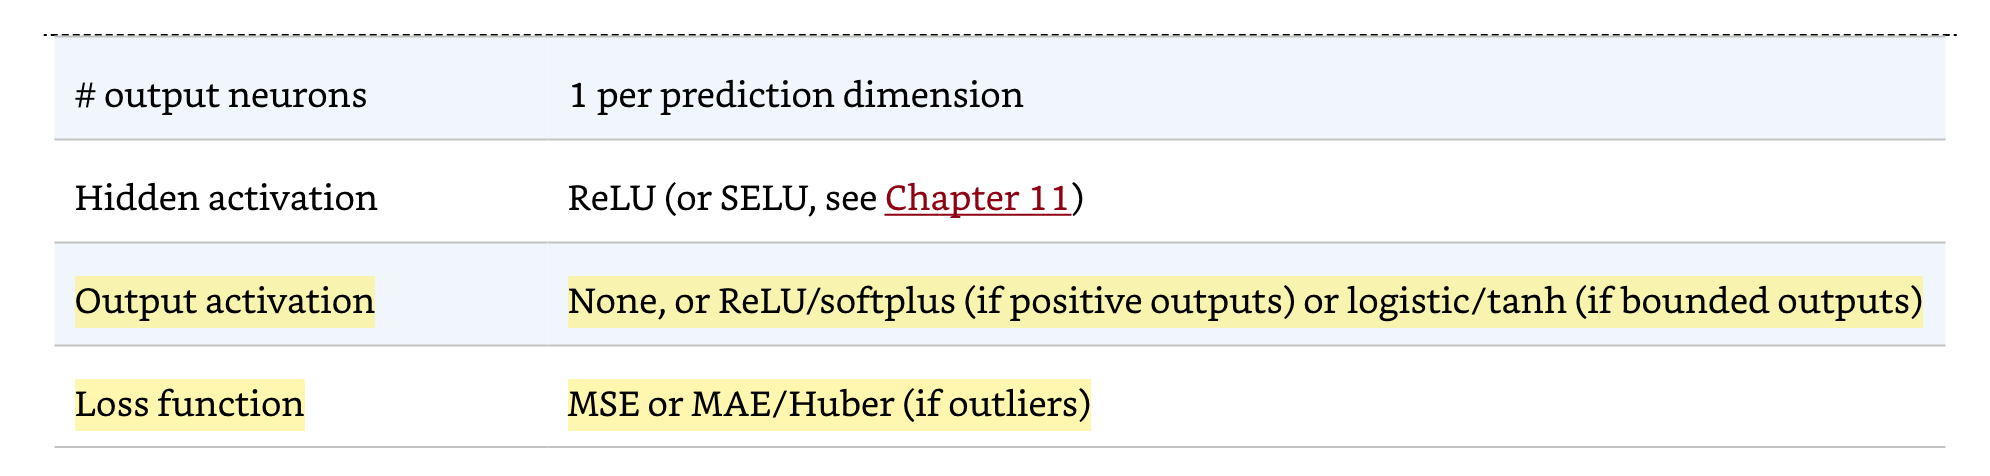 # output neurons 1 per prediction dimension
Hidden activation ReLU (or SELU, see Chapter 11)
Output activation None, or ReLU/softplus (if positive outputs) or logistic/tanh (if bounded outputs)
Loss function MSE or MAE/Huber (if outliers)